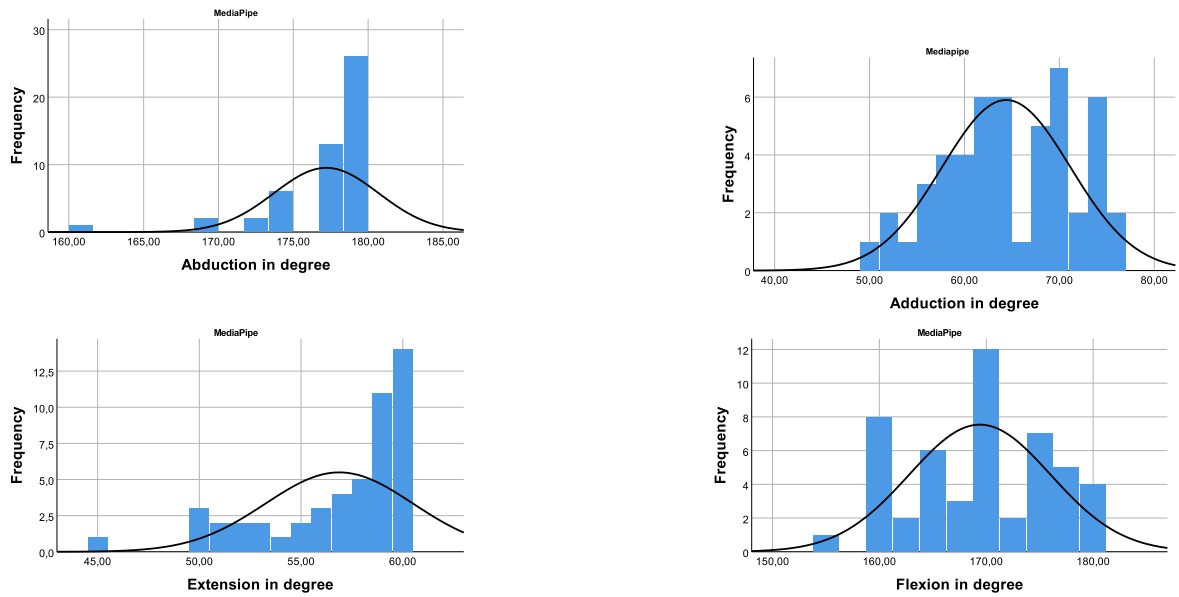 MediaPipe
30
20
10
0
Frequency
160,00 165,00 170,00 175,00 180,00 185,00
Abduction in degree
Mediapipe
6
4
2
0
Frequency
40,00 50,00 60,00 70,00 80,00
Adduction in degree
MediaPipe
12,5
10,0
7,5
5,0
2,5
0,0
Frequency
45,00 50,00 55,00 60,00
Extension in degree
MediaPipe
12
10
8
6
4
2
0
Frequency
150,00 160,00 170,00 180,00
Flexion in degree